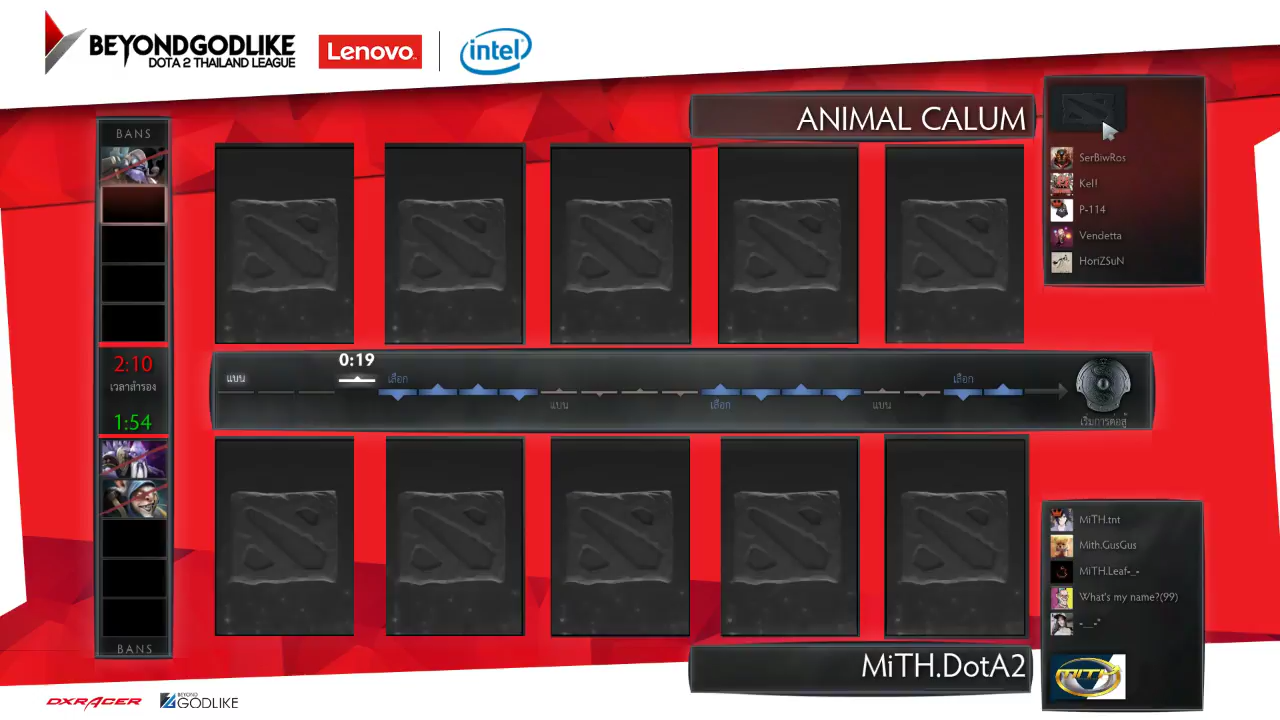 BEYONDGODLIKE
DOTA 2 THAILAND LEAGUE
Lenovo
intel
BANS
ANIMAL CALUM
SerBiwRos
Kel!
P-114
Vendetta
HoriZSuN
2:10
เวลาสำรอง
1:54
0:19
แบน
เลือก
แบน
เลือก
แบน
เลือก
เริ่มการต่อสู้
MiTH.tnt
Mith.GusGus
MiTH.Leaf-_-
What's my name?(99)
-__-"
BANS
MiTH.DotA2
MiTH
DXRACER
BEYOND
GODLIKE